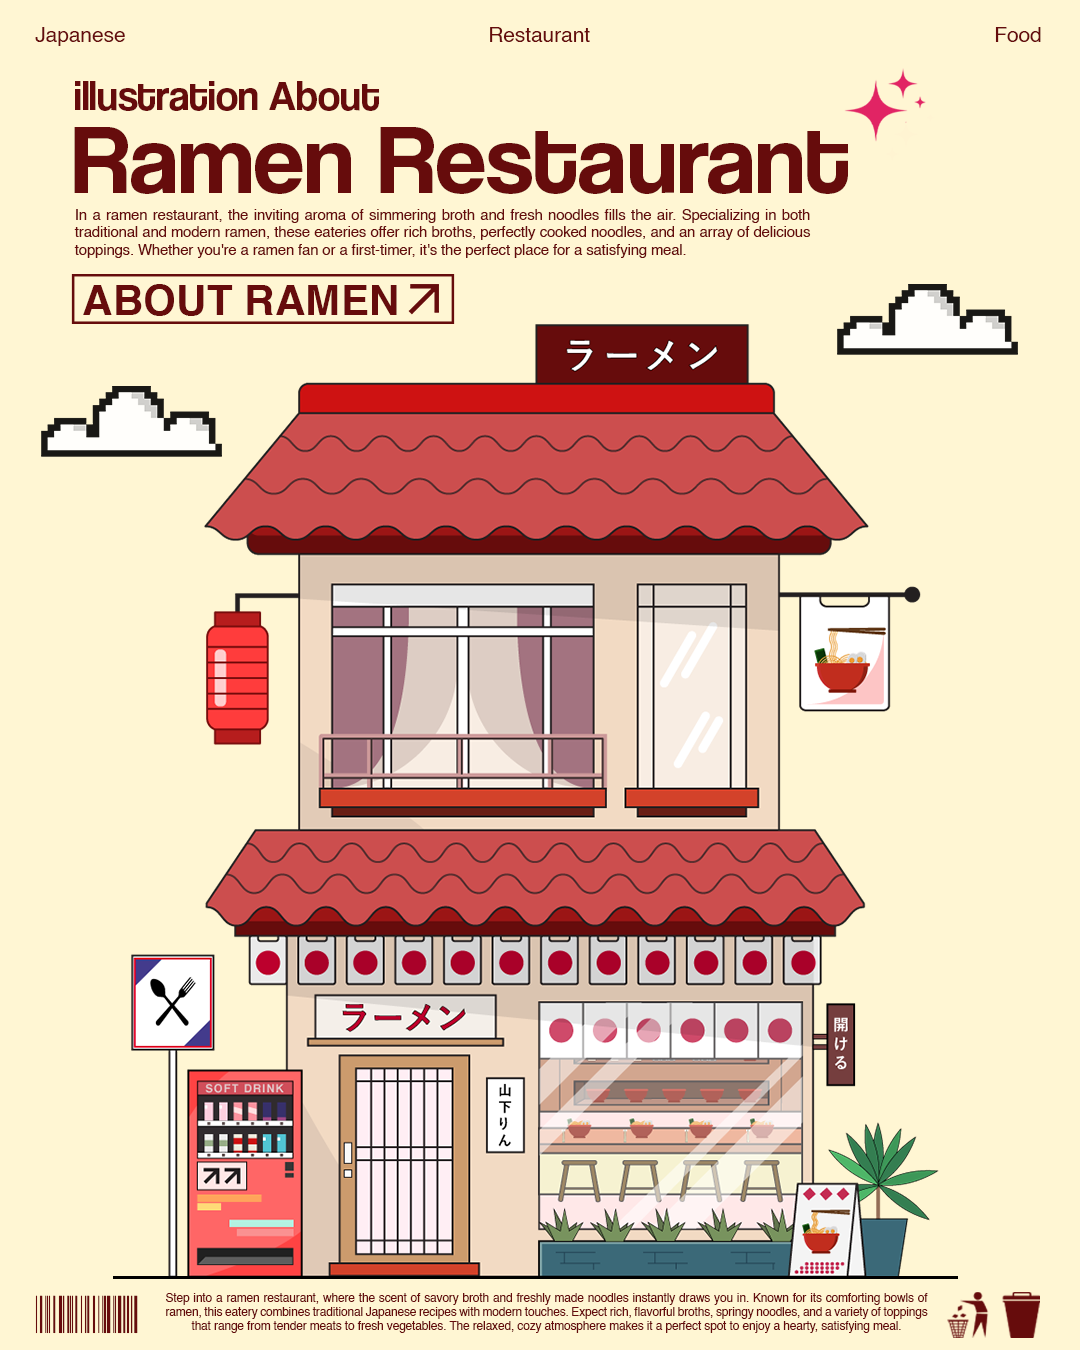 Japanese
Restaurant
Food
illustration About
Ramen Restaurant
In a ramen restaurant, the inviting aroma of simmering broth and fresh noodles fills the air. Specializing in both
traditional and modern ramen, these eateries offer rich broths, perfectly cooked noodles, and an array of delicious
toppings. Whether you're a ramen fan or a first-timer, it's the perfect place for a satisfying meal.
ABOUT RAMEN
ラーメン
ラーメン
開ける
山下りん
SOFT DRINK
Step into a ramen restaurant, where the scent of savory broth and freshly made noodles instantly draws you in. Known for its comforting bowls of
ramen, this eatery combines traditional Japanese recipes with modern touches. Expect rich, flavorful broths, springy noodles, and a variety of toppings
that range from tender meats to fresh vegetables. The relaxed, cozy atmosphere makes it a perfect spot to enjoy a hearty, satisfying meal.